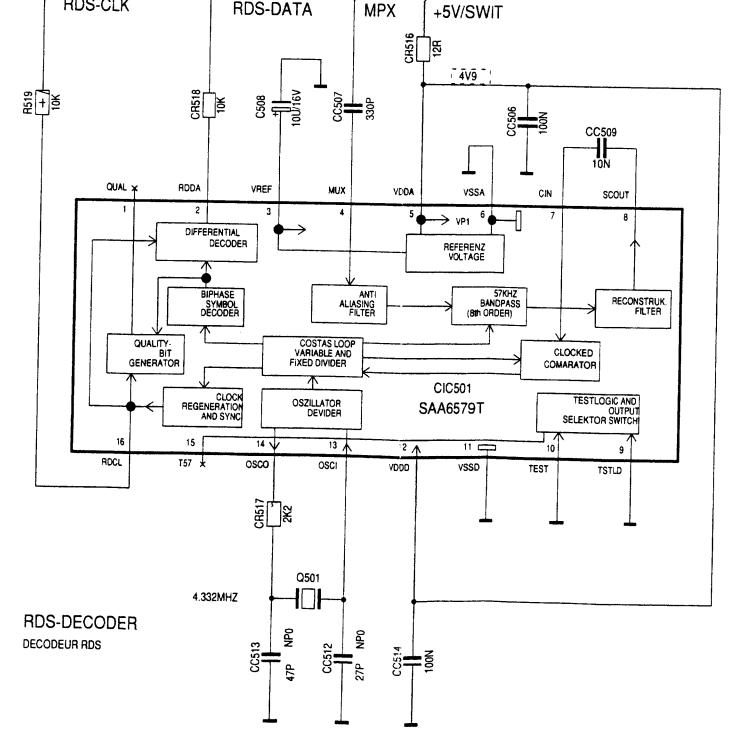 RDS-CLK
RDS-DATA
MPX
+5V/SWIT
R519
10K
CR518
10K
C508
10U/16V
+
CC507
330P
CR516
12R
4V9
CC506
100N
CC509
10N
QUAL
RDDA
VREF
MUX
VDDA
VSSA
CIN
SCOUT
1
2
3
4
5
VP1
6
7
8
DIFFERENTIAL
DECODER
REFERENZ
VOLTAGE
BIPHASE
SYMBOL
DECODER
ANTI
ALIASING
FILTER
57KHZ
BANDPASS
(8th ORDER)
RECONSTRUK.
FILTER
QUALITY-
BIT
GENERATOR
COSTAS LOOP
VARIABLE AND
FIXED DIVIDER
CLOCKED
COMARATOR
CLOCK
REGENERATION
AND SYNC
OSZILLATOR
DEVIDER
CIC501
SAA6579T
TESTLOGIC AND
OUTPUT
SELEKTOR SWITCH
16
15
14
13
2
11
10
9
RDCL
T57
OSCO
OSCI
VDDD
VSSD
TEST
TSTLD
CR517
2K2
Q501
4.332MHZ
RDS-DECODER
DECODEUR RDS
CC513
47P
NP0
CC512
27P
NP0
CC514
100N